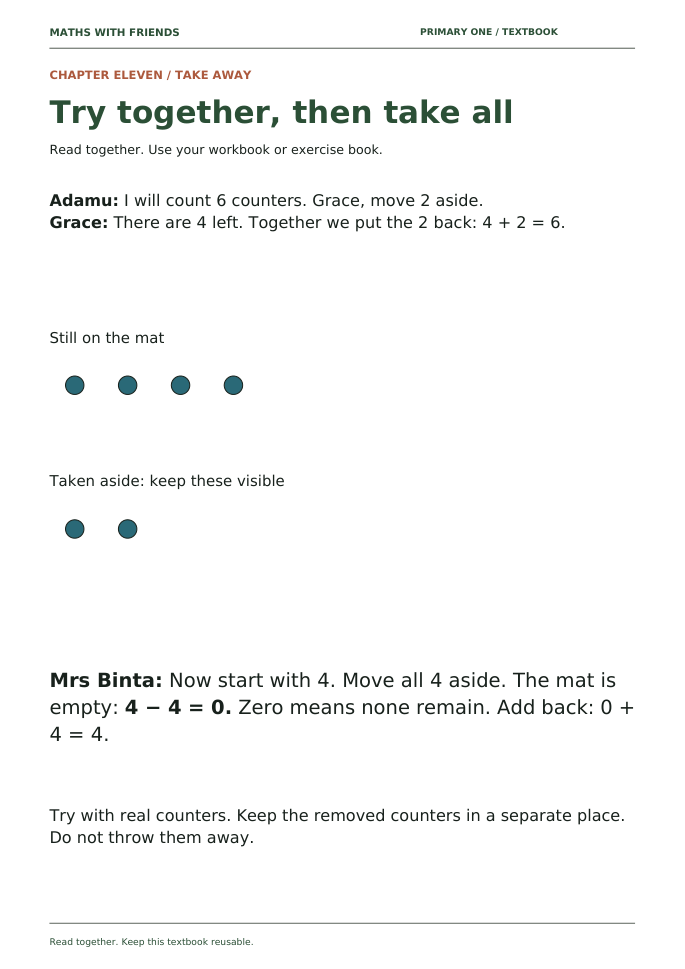 MATHS WITH FRIENDS
PRIMARY ONE / TEXTBOOK
CHAPTER ELEVEN / TAKE AWAY
Try together, then take all
Read together. Use your workbook or exercise book.
Adamu: I will count 6 counters. Grace, move 2 aside.
Grace: There are 4 left. Together we put the 2 back: 4 + 2 = 6.
Still on the mat
Taken aside: keep these visible
Mrs Binta: Now start with 4. Move all 4 aside. The mat is
empty: 4 − 4 = 0. Zero means none remain. Add back: 0 +
4 = 4.
Try with real counters. Keep the removed counters in a separate place.
Do not throw them away.
Read together. Keep this textbook reusable.